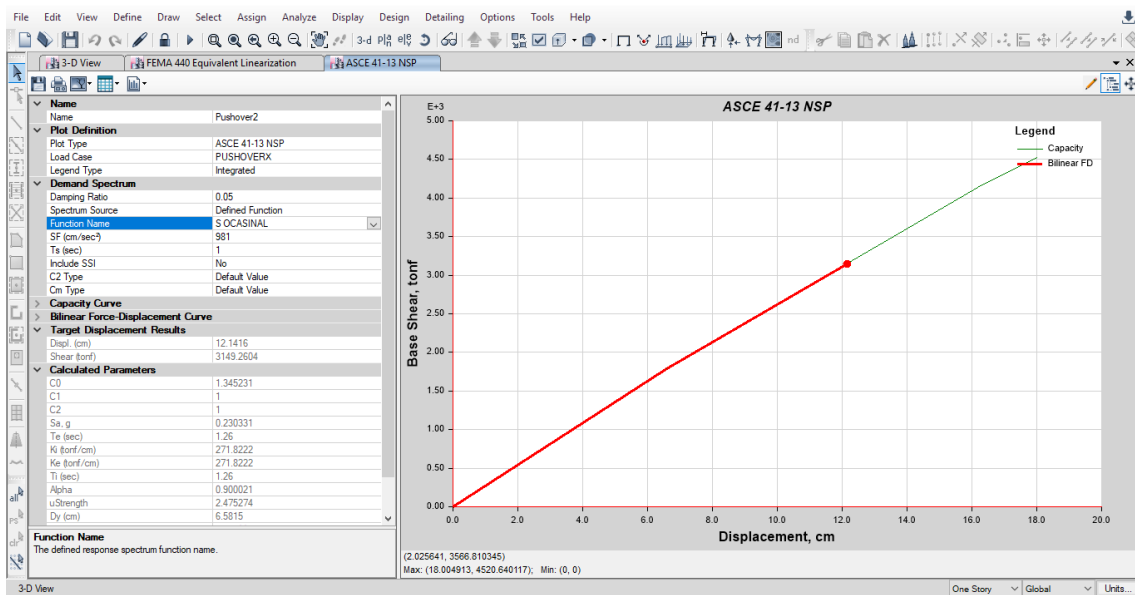 File Edit View Define Draw Select Assign Analyze Display Design Detailing Options Tools Help
3-d nd
3-D View FEMA 440 Equivalent Linearization ASCE 41-13 NSP
Name
Name Pushover2
Plot Definition
Plot Type ASCE 41-13 NSP
Load Case PUSHOVERX
Legend Type Integrated
Demand Spectrum
Damping Ratio 0.05
Spectrum Source Defined Function
Function Name S OCASINAL
SF (cm/sec²) 981
Ts (sec) 1
Include SSI No
C2 Type Default Value
Cm Type Default Value
Capacity Curve
Bilinear Force-Displacement Curve
Target Displacement Results
Displ. (cm) 12.1416
Shear (tonf) 3149.2604
Calculated Parameters
C0 1.345231
C1 1
C2 1
Sa, g 0.230331
Te (sec) 1.26
Ki (tonf/cm) 271.8222
Ke (tonf/cm) 271.8222
Ti (sec) 1.26
Alpha 0.900021
uStrength 2.475274
Dy (cm) 6.5815
Function Name
The defined response spectrum function name.
all
ps
clr
ASCE 41-13 NSP
E+3
5.00
4.50
4.00
3.50
3.00
2.50
2.00
1.50
1.00
0.50
0.00
Base Shear, tonf
Legend
Capacity
Bilinear FD
0.0 2.0 4.0 6.0 8.0 10.0 12.0 14.0 16.0 18.0 20.0
Displacement, cm
(2.025641, 3566.810345)
Max: (18.004913, 4520.640117); Min: (0, 0)
3-D View One Story Global Units...